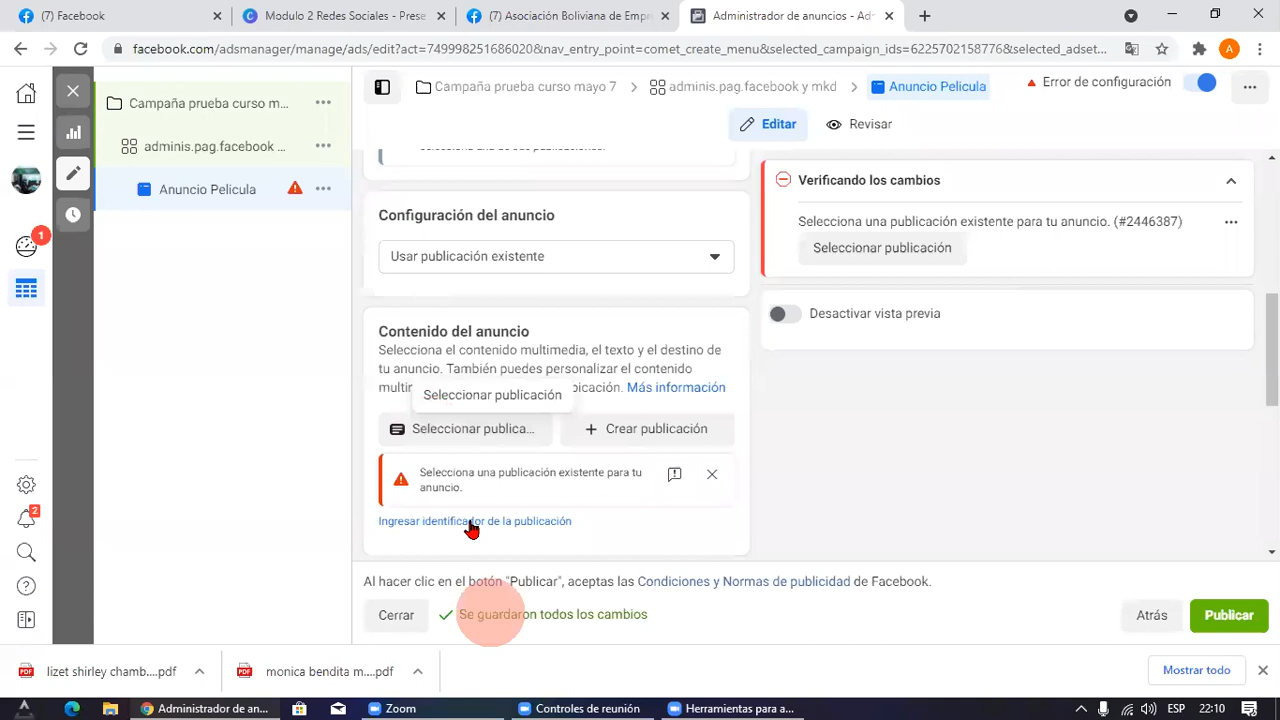 (7) Facebook
Modulo 2 Redes Sociales - Pres
(7) Asociación Boliviana de Empre
Administrador de anuncios - Ad
facebook.com/adsmanager/manage/ads/edit?act=749998251686020&nav_entry_point=comet_create_menu&selected_campaign_ids=6225702158776&selected_adset...
A
Campaña prueba curso m...
adminis.pag.facebook ...
Anuncio Pelicula
Campaña prueba curso mayo 7
adminis.pag.facebook y mkd
Anuncio Pelicula
Error de configuración
Editar
Revisar
Configuración del anuncio
Usar publicación existente
Contenido del anuncio
Selecciona el contenido multimedia, el texto y el destino de
tu anuncio. También puedes personalizar el contenido
Más información
Seleccionar publicación
Seleccionar publica...
Crear publicación
Selecciona una publicación existente para tu
anuncio.
Ingresar identificador de la publicación
Verificando los cambios
Selecciona una publicación existente para tu anuncio. (#2446387)
Seleccionar publicación
Desactivar vista previa
1
2
Al hacer clic en el botón "Publicar", aceptas las Condiciones y Normas de publicidad de Facebook.
Cerrar
Se guardaron todos los cambios
Atrás
Publicar
lizet shirley chamb....pdf
monica bendita m....pdf
Mostrar todo
Administrador de an...
Zoom
Controles de reunión
Herramientas para a...
ESP
22:10